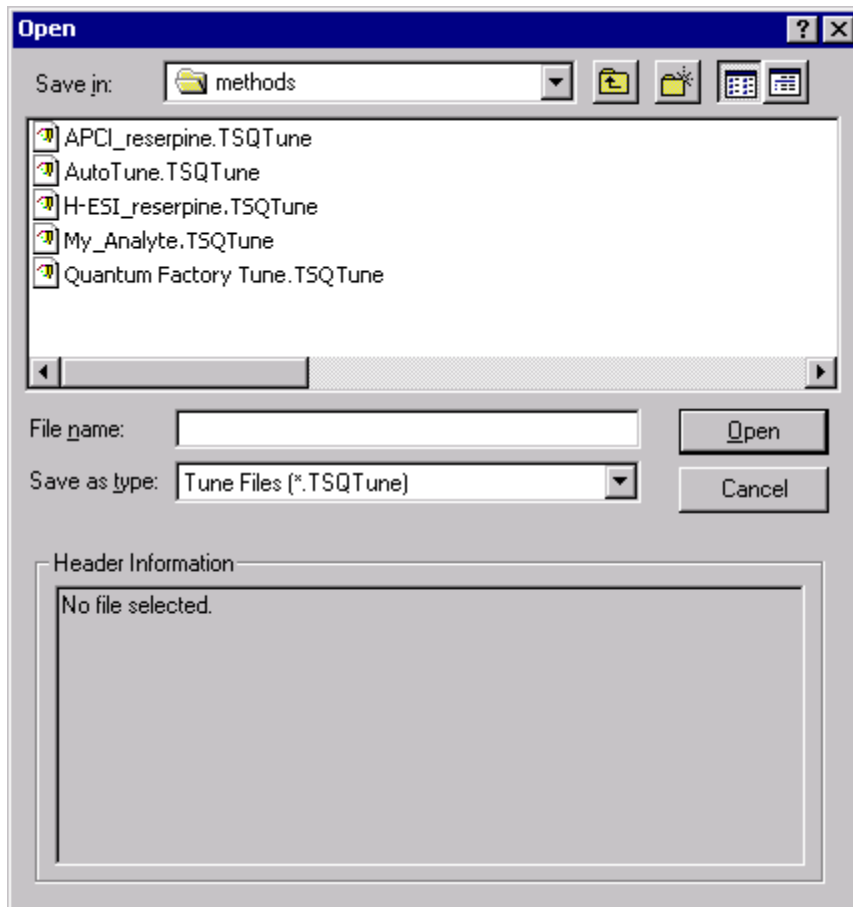 Open
Save in: methods
APCI_reserpine.TSQTune
AutoTune.TSQTune
H-ESI_reserpine.TSQTune
My_Analyte.TSQTune
Quantum Factory Tune.TSQTune
File name: Open
Save as type: Tune Files (*.TSQTune) Cancel
Header Information
No file selected.